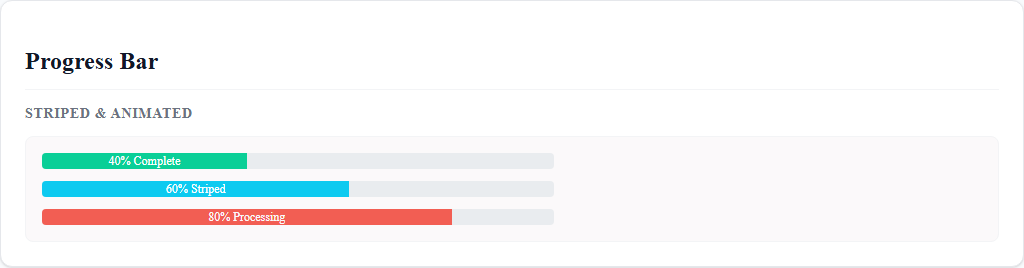 Progress Bar
STRIPED & ANIMATED
40% Complete
60% Striped
80% Processing